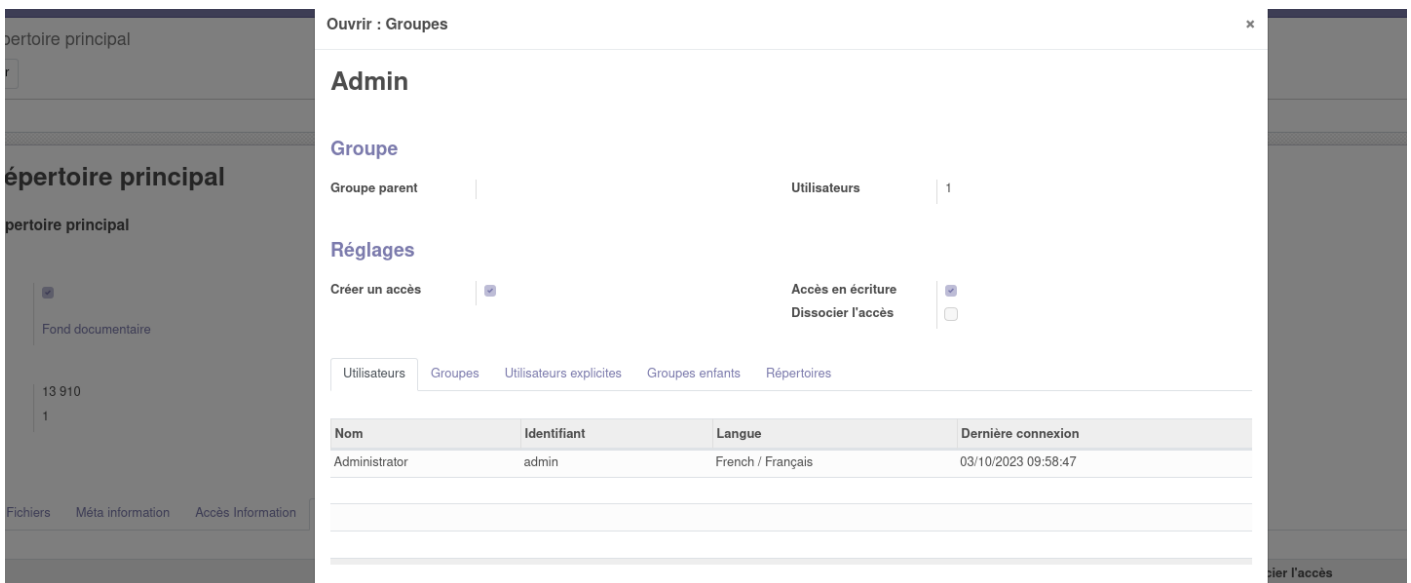 Ouvrir : Groupes ×
pertoire principal
r
Admin
Groupe
épertoire principal
Groupe parent Utilisateurs 1
pertoire principal
Réglages
Créer un accès Accès en écriture
Dissocier l'accès
Fond documentaire
Utilisateurs Groupes Utilisateurs explicites Groupes enfants Répertoires
13 910
1
Nom Identifiant Langue Dernière connexion
Administrator admin French / Français 03/10/2023 09:58:47
Fichiers Méta information Accès Information
cier l'accès